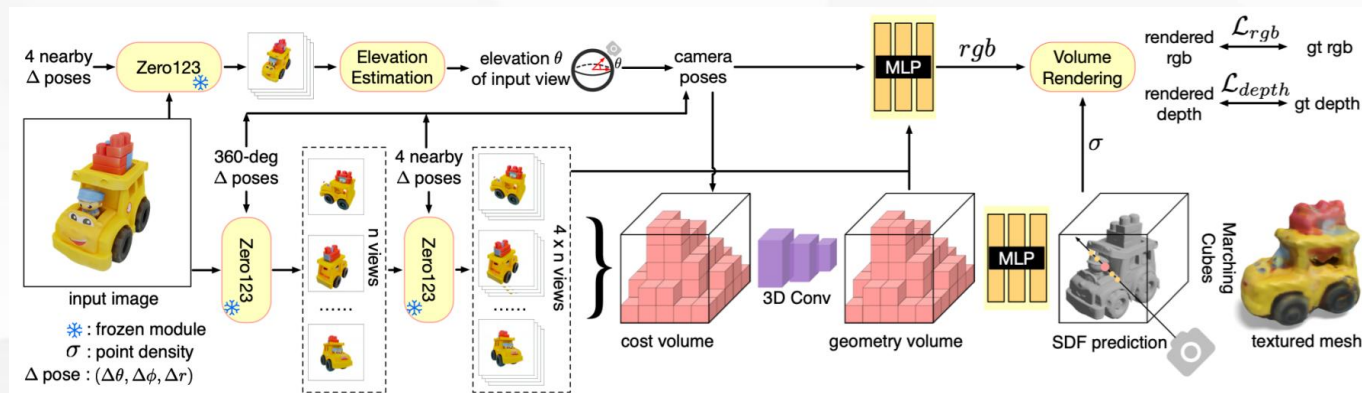 4 nearby
Δ poses
Zero123
Elevation
Estimation
elevation θ
of input view
θ
camera
poses
MLP
rgb
Volume
Rendering
rendered
rgb
L_rgb
gt rgb
rendered
depth
L_depth
gt depth
σ
360-deg
Δ poses
4 nearby
Δ poses
Zero123
n views
......
Zero123
4 x n views
......
}
3D Conv
MLP
Marching
Cubes
input image
cost volume
geometry volume
SDF prediction
textured mesh
: frozen module
σ : point density
Δ pose : (Δθ, Δϕ, Δr)